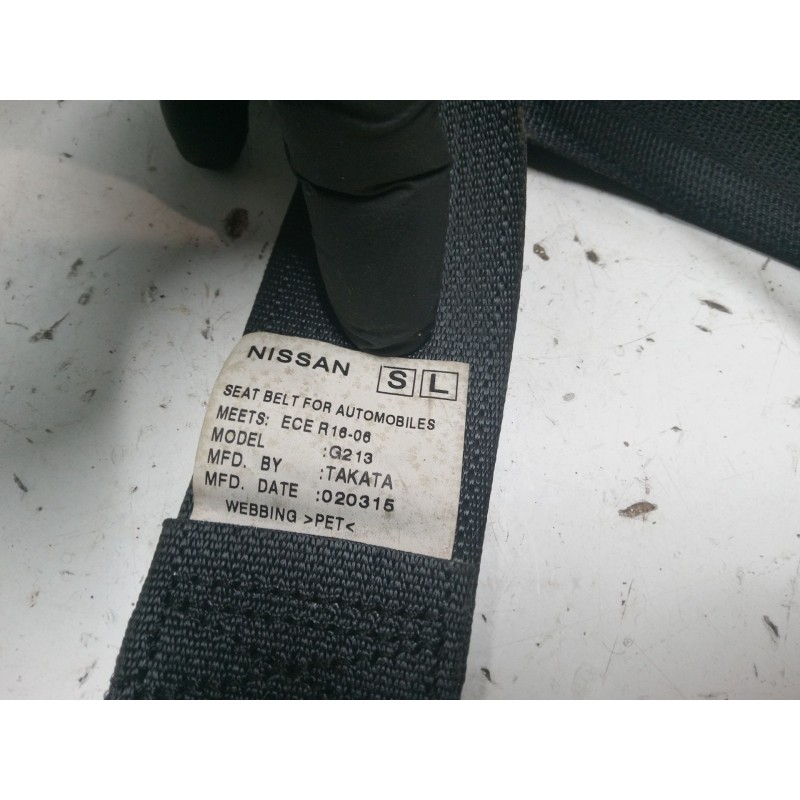 NISSAN S L
SEAT BELT FOR AUTOMOBILES
MEETS: ECE R16-06
MODEL :G213
MFD. BY :TAKATA
MFD. DATE :020315
WEBBING >PET<